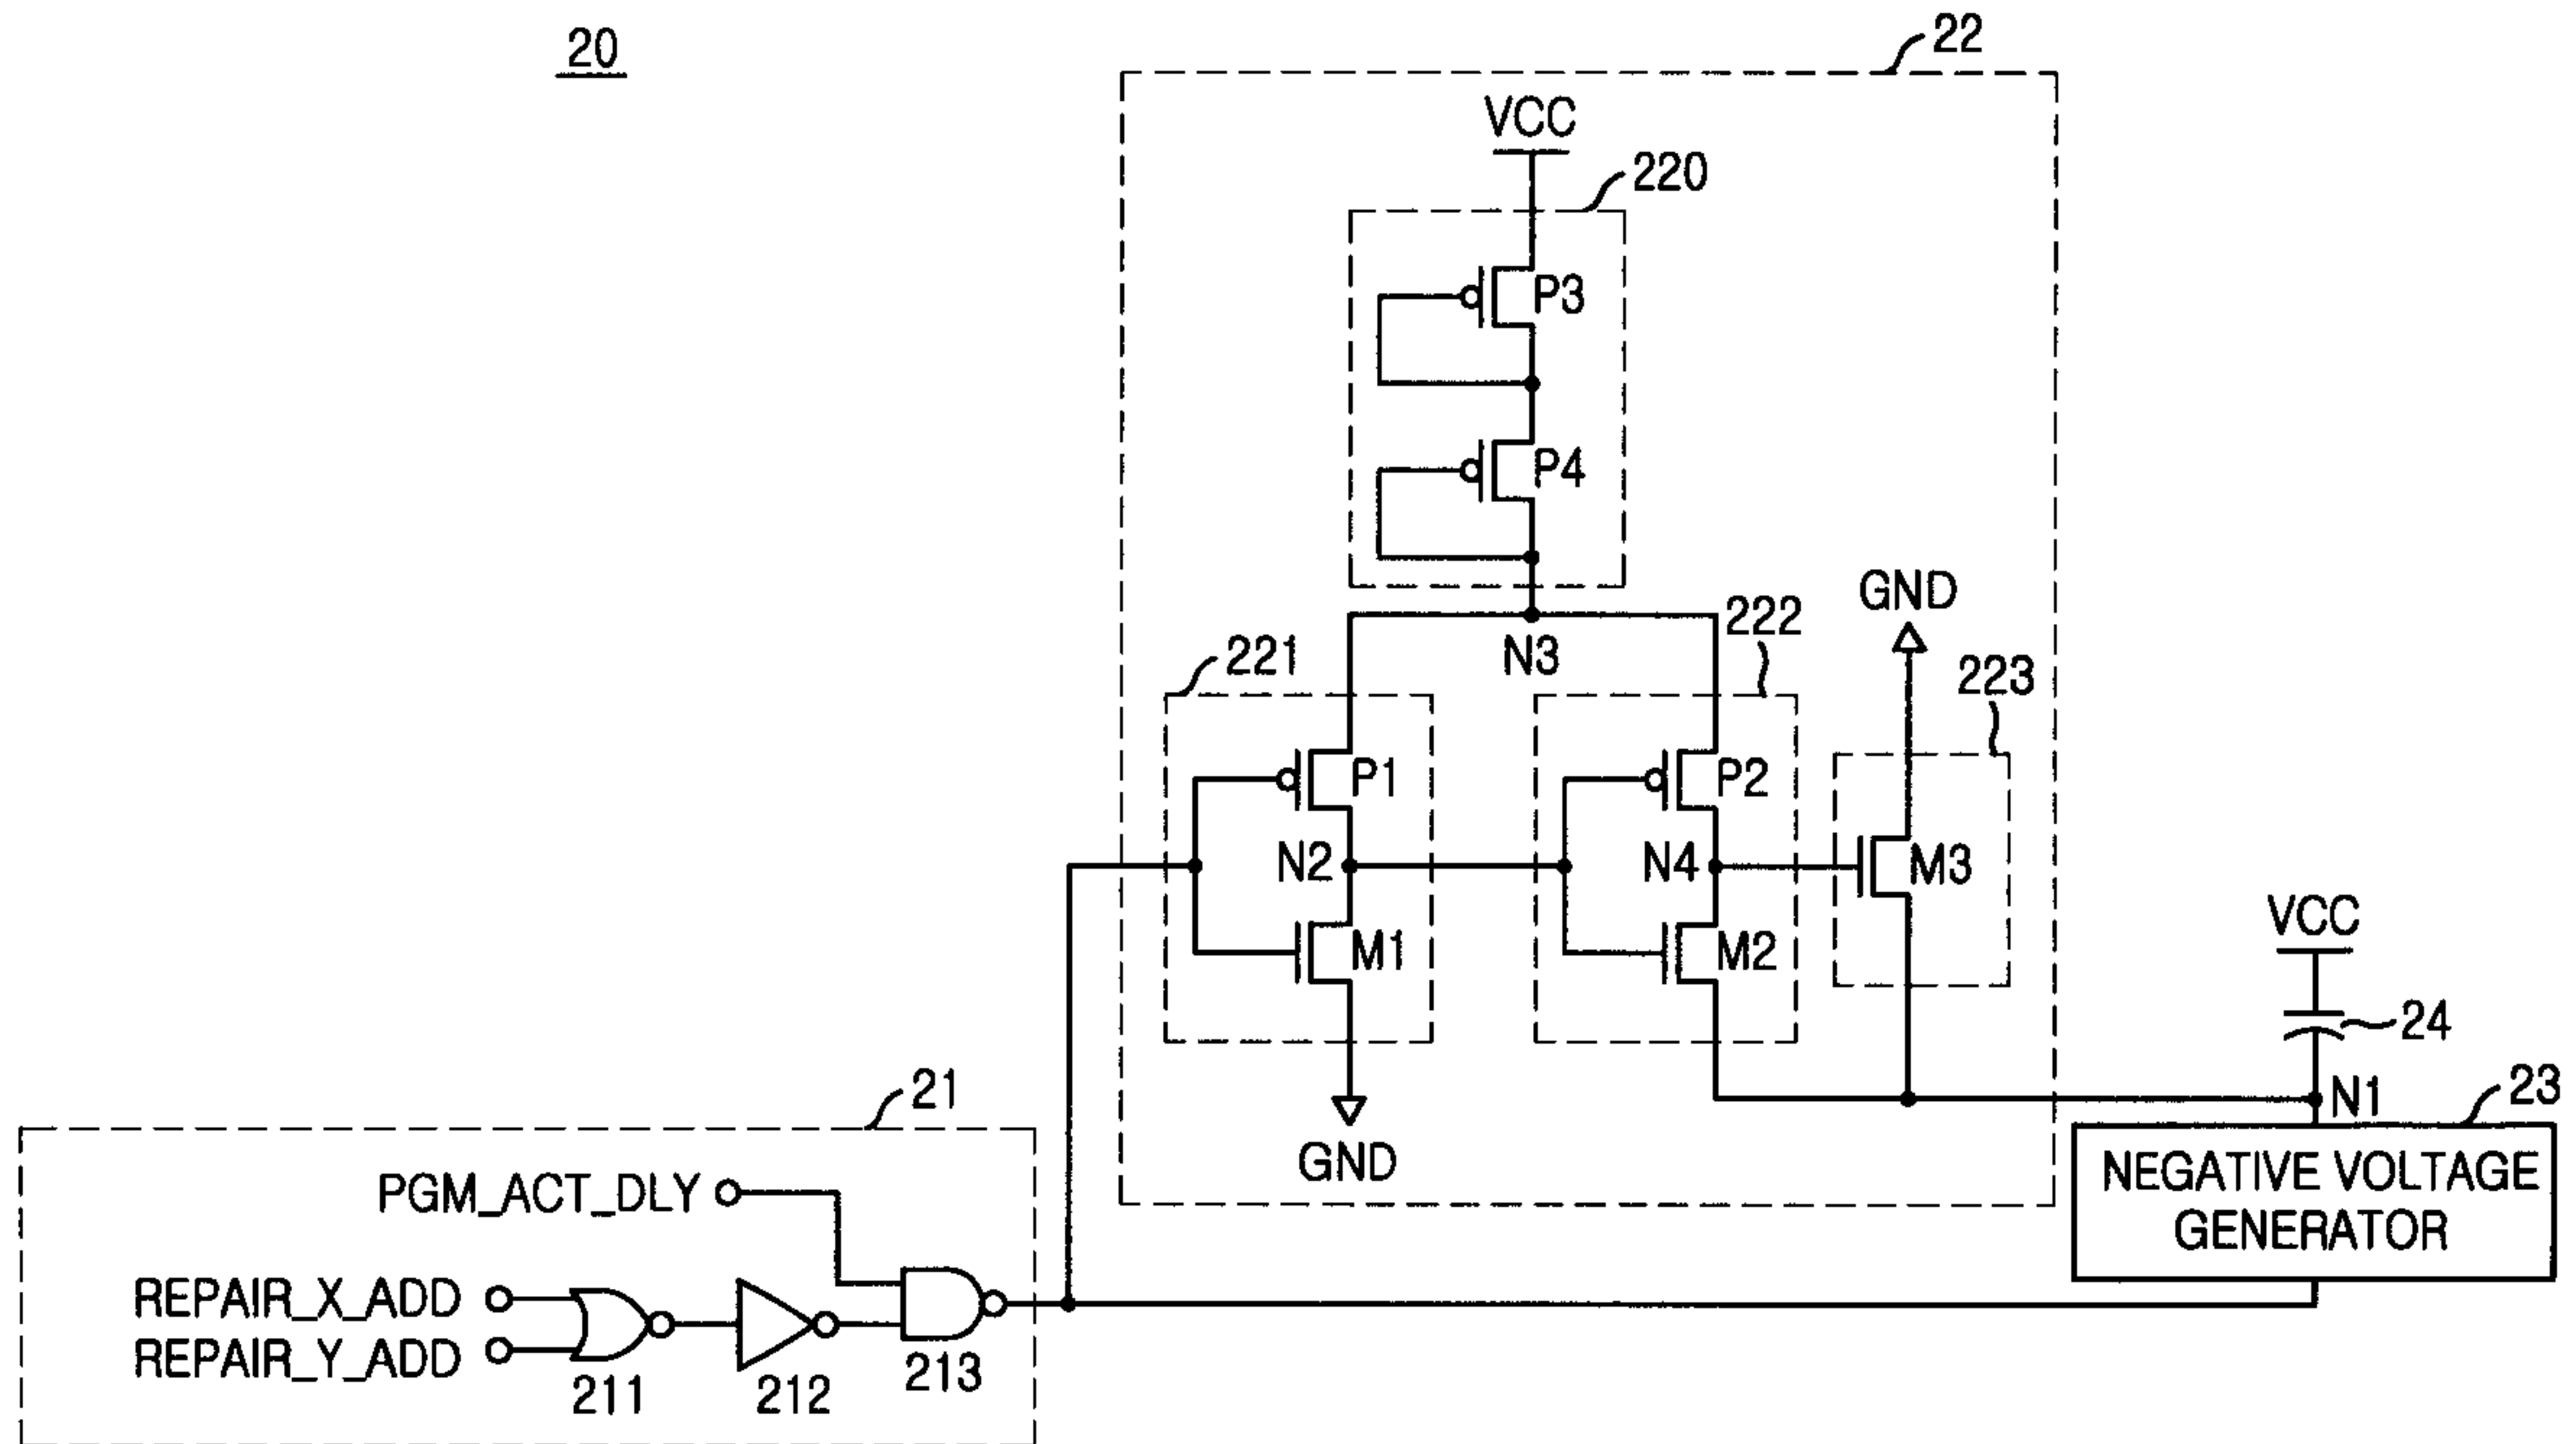 20
22
VCC
220
P3
P4
GND
222
N3
221
223
P1
P2
N2
N4
M3
M1
M2
VCC
24
N1
23
GND
21
NEGATIVE VOLTAGE
GENERATOR
PGM_ACT_DLY
REPAIR_X_ADD
REPAIR_Y_ADD
211
212
213